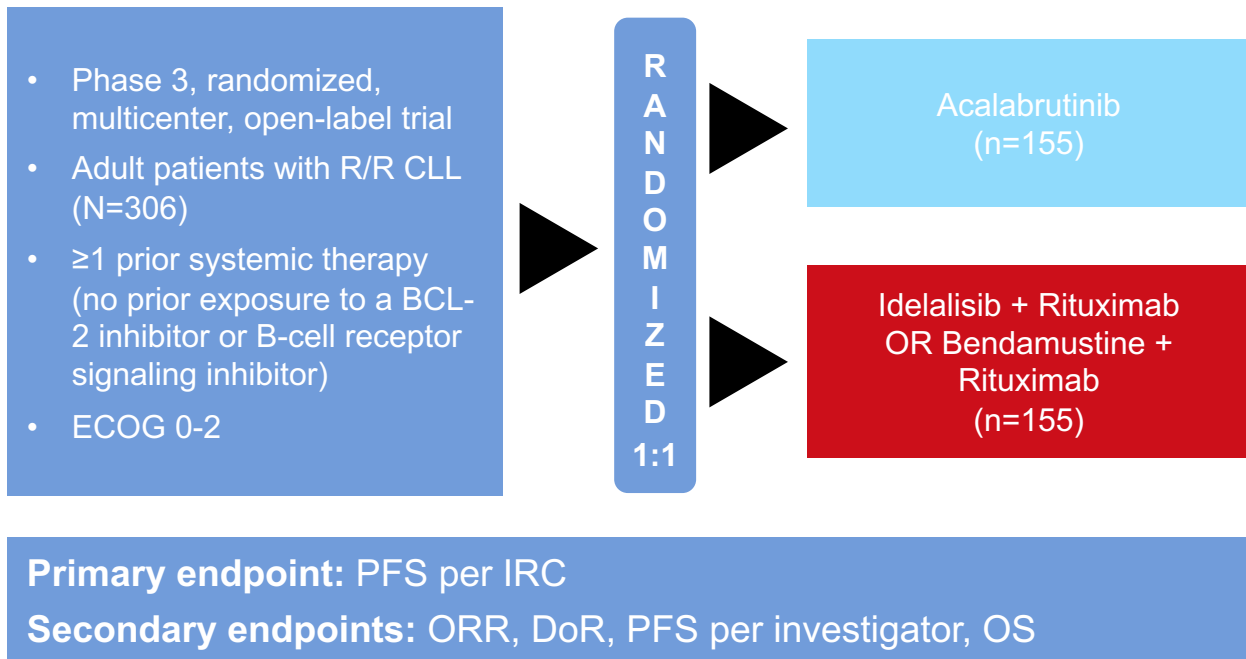 • Phase 3, randomized,
multicenter, open-label trial
• Adult patients with R/R CLL
(N=306)
• ≥1 prior systemic therapy
(no prior exposure to a BCL-
2 inhibitor or B-cell receptor
signaling inhibitor)
• ECOG 0-2
R
A
N
D
O
M
I
Z
E
D
1:1
Acalabrutinib
(n=155)
Idelalisib + Rituximab
OR Bendamustine +
Rituximab
(n=155)
Primary endpoint: PFS per IRC
Secondary endpoints: ORR, DoR, PFS per investigator, OS